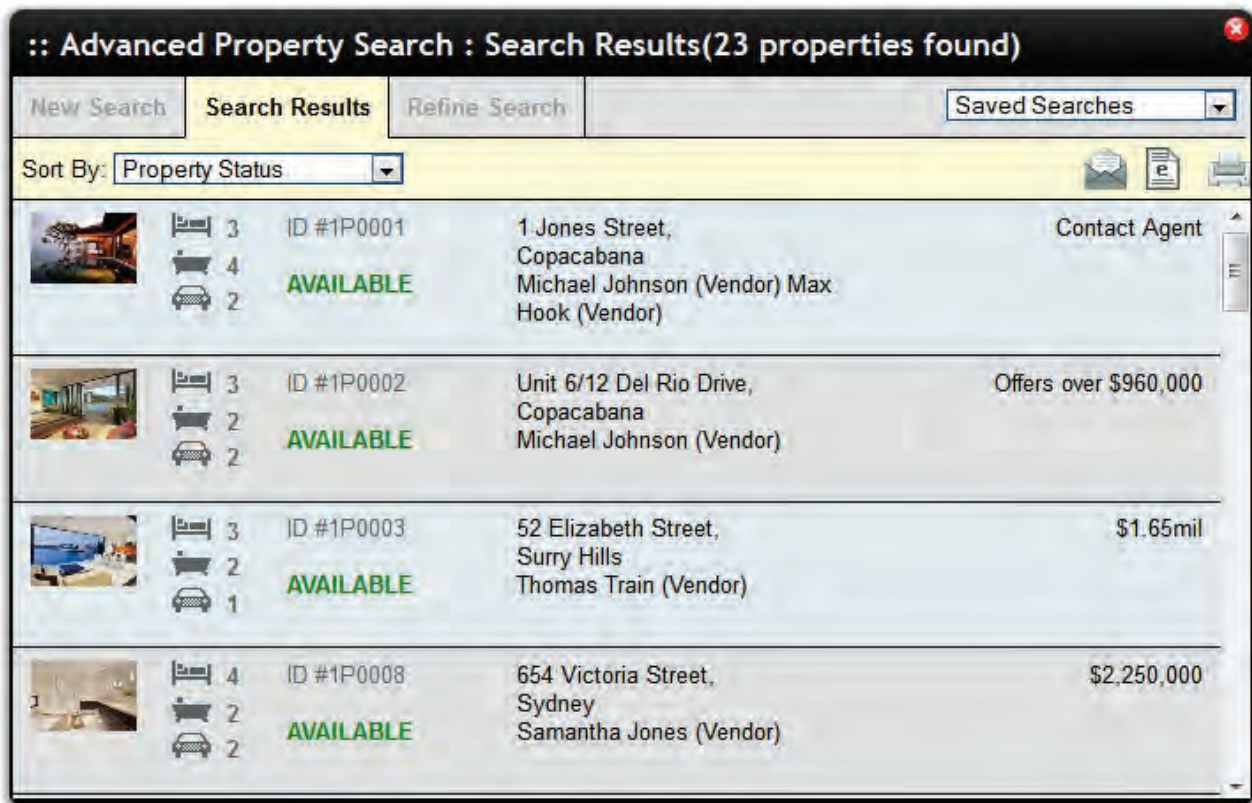 :: Advanced Property Search : Search Results(23 properties found)
New Search Search Results Refine Search Saved Searches
Sort By: Property Status
3 ID #1P0001 1 Jones Street, Contact Agent
Copacabana
4 AVAILABLE Michael Johnson (Vendor) Max
2 Hook (Vendor)
3 ID #1P0002 Unit 6/12 Del Rio Drive, Offers over $960,000
Copacabana
2 AVAILABLE Michael Johnson (Vendor)
2
3 ID #1P0003 52 Elizabeth Street, $1.65mil
Surry Hills
2 AVAILABLE Thomas Train (Vendor)
1
4 ID #1P0008 654 Victoria Street, $2,250,000
Sydney
2 AVAILABLE Samantha Jones (Vendor)
2